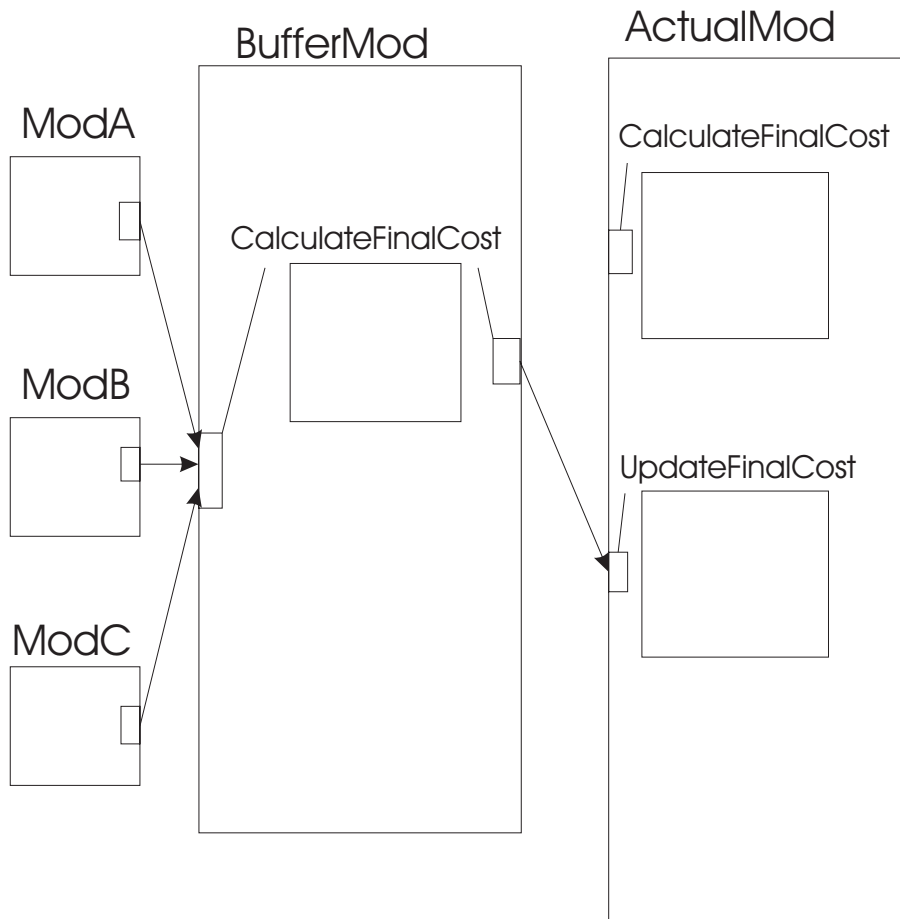 BufferMod
ActualMod
ModA
CalculateFinalCost
CalculateFinalCost
ModB
UpdateFinalCost
ModC